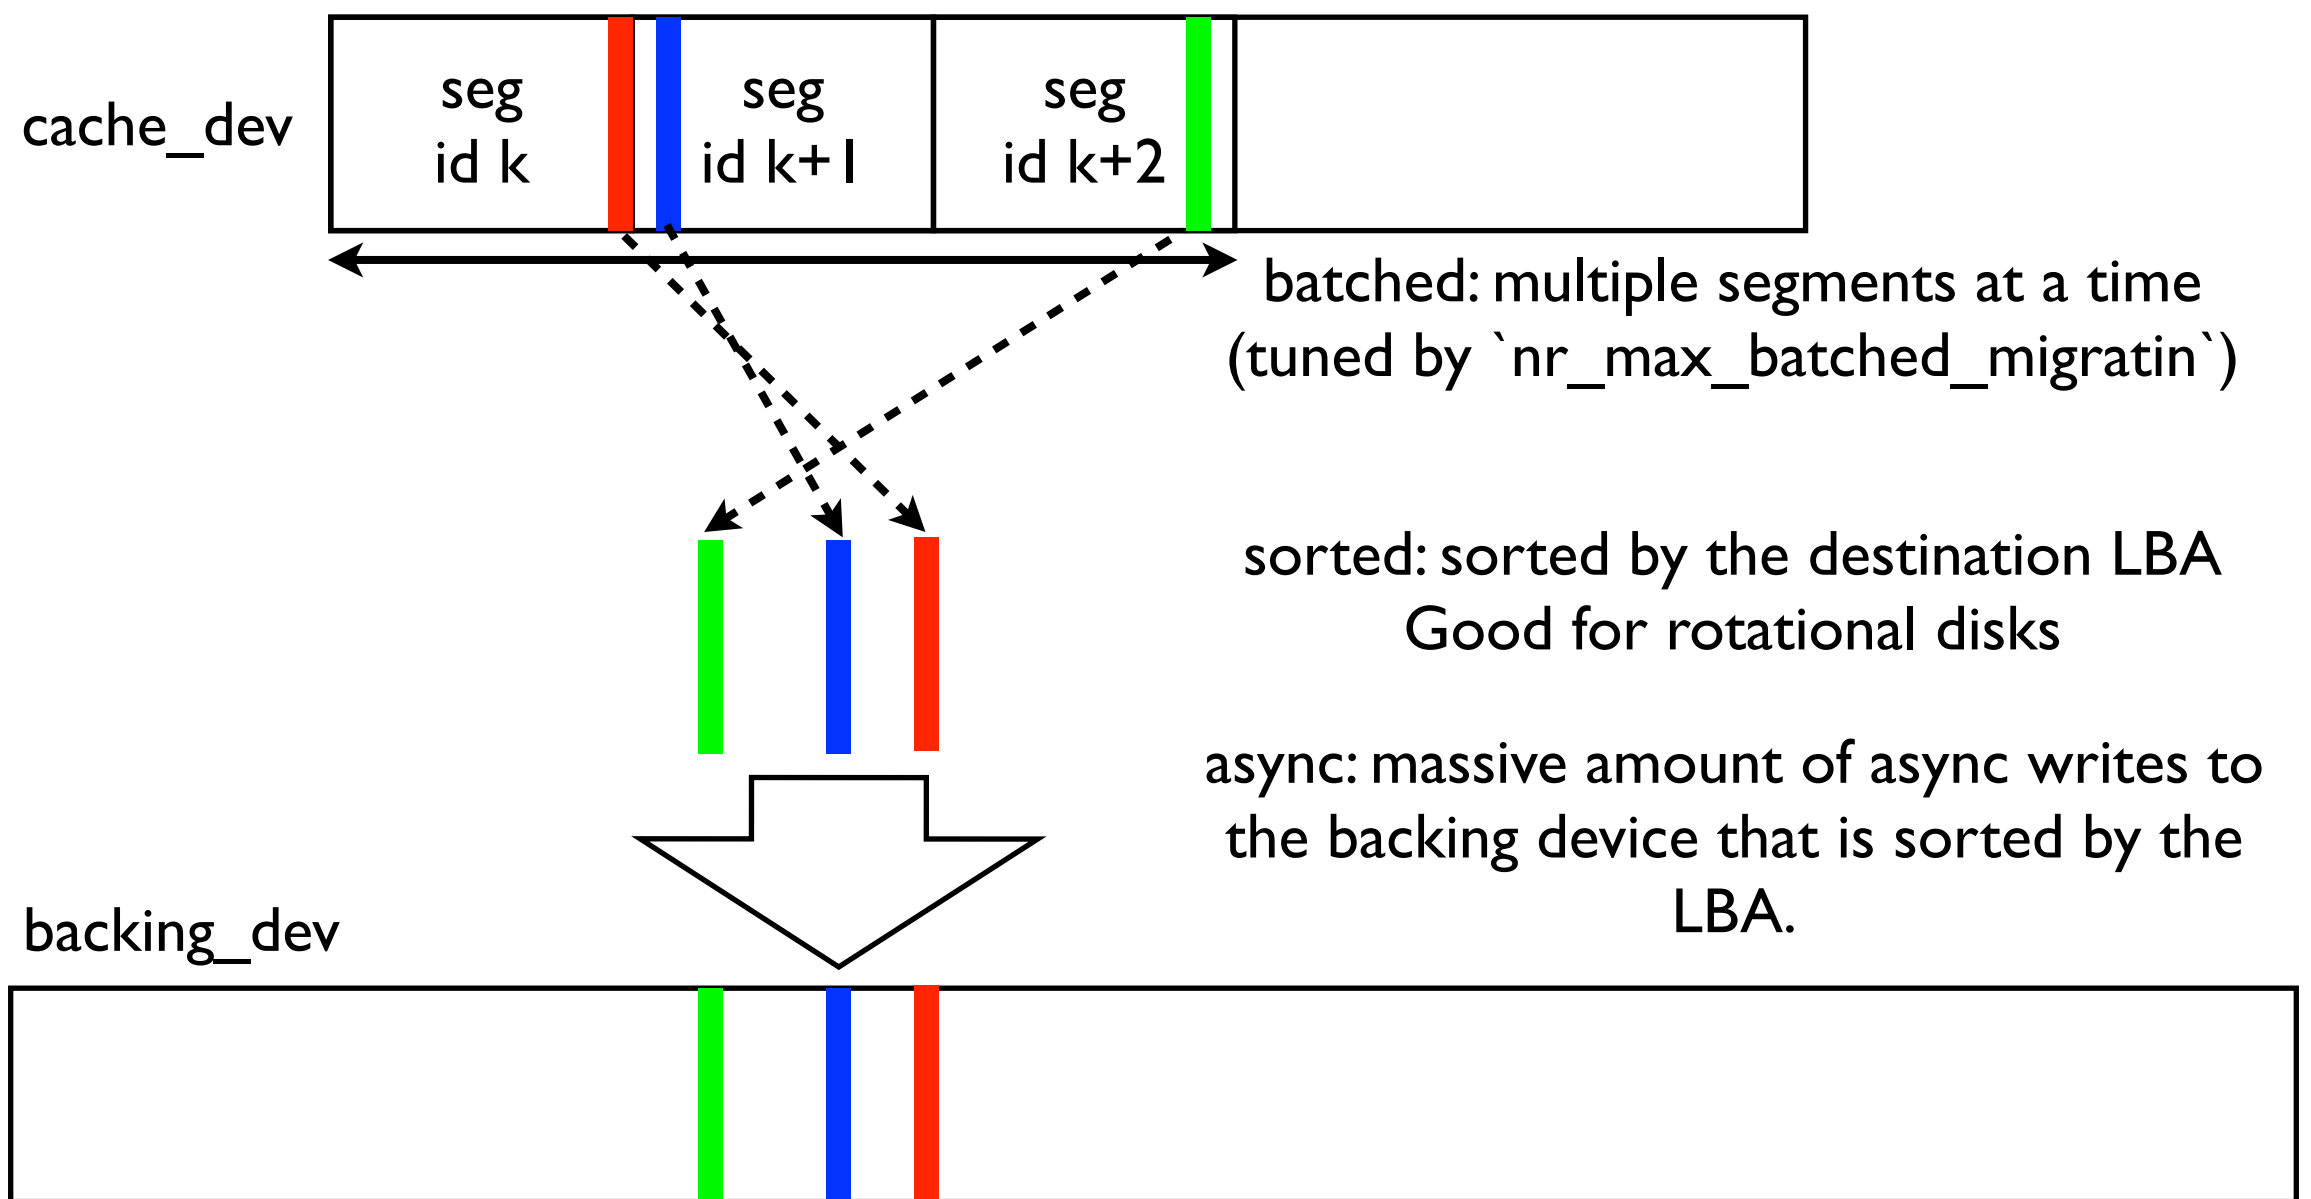 cache_dev
seg
id k
seg
id k+1
seg
id k+2
batched: multiple segments at a time
(tuned by `nr_max_batched_migratin`)
sorted: sorted by the destination LBA
Good for rotational disks
async: massive amount of async writes to
the backing device that is sorted by the
LBA.
backing_dev